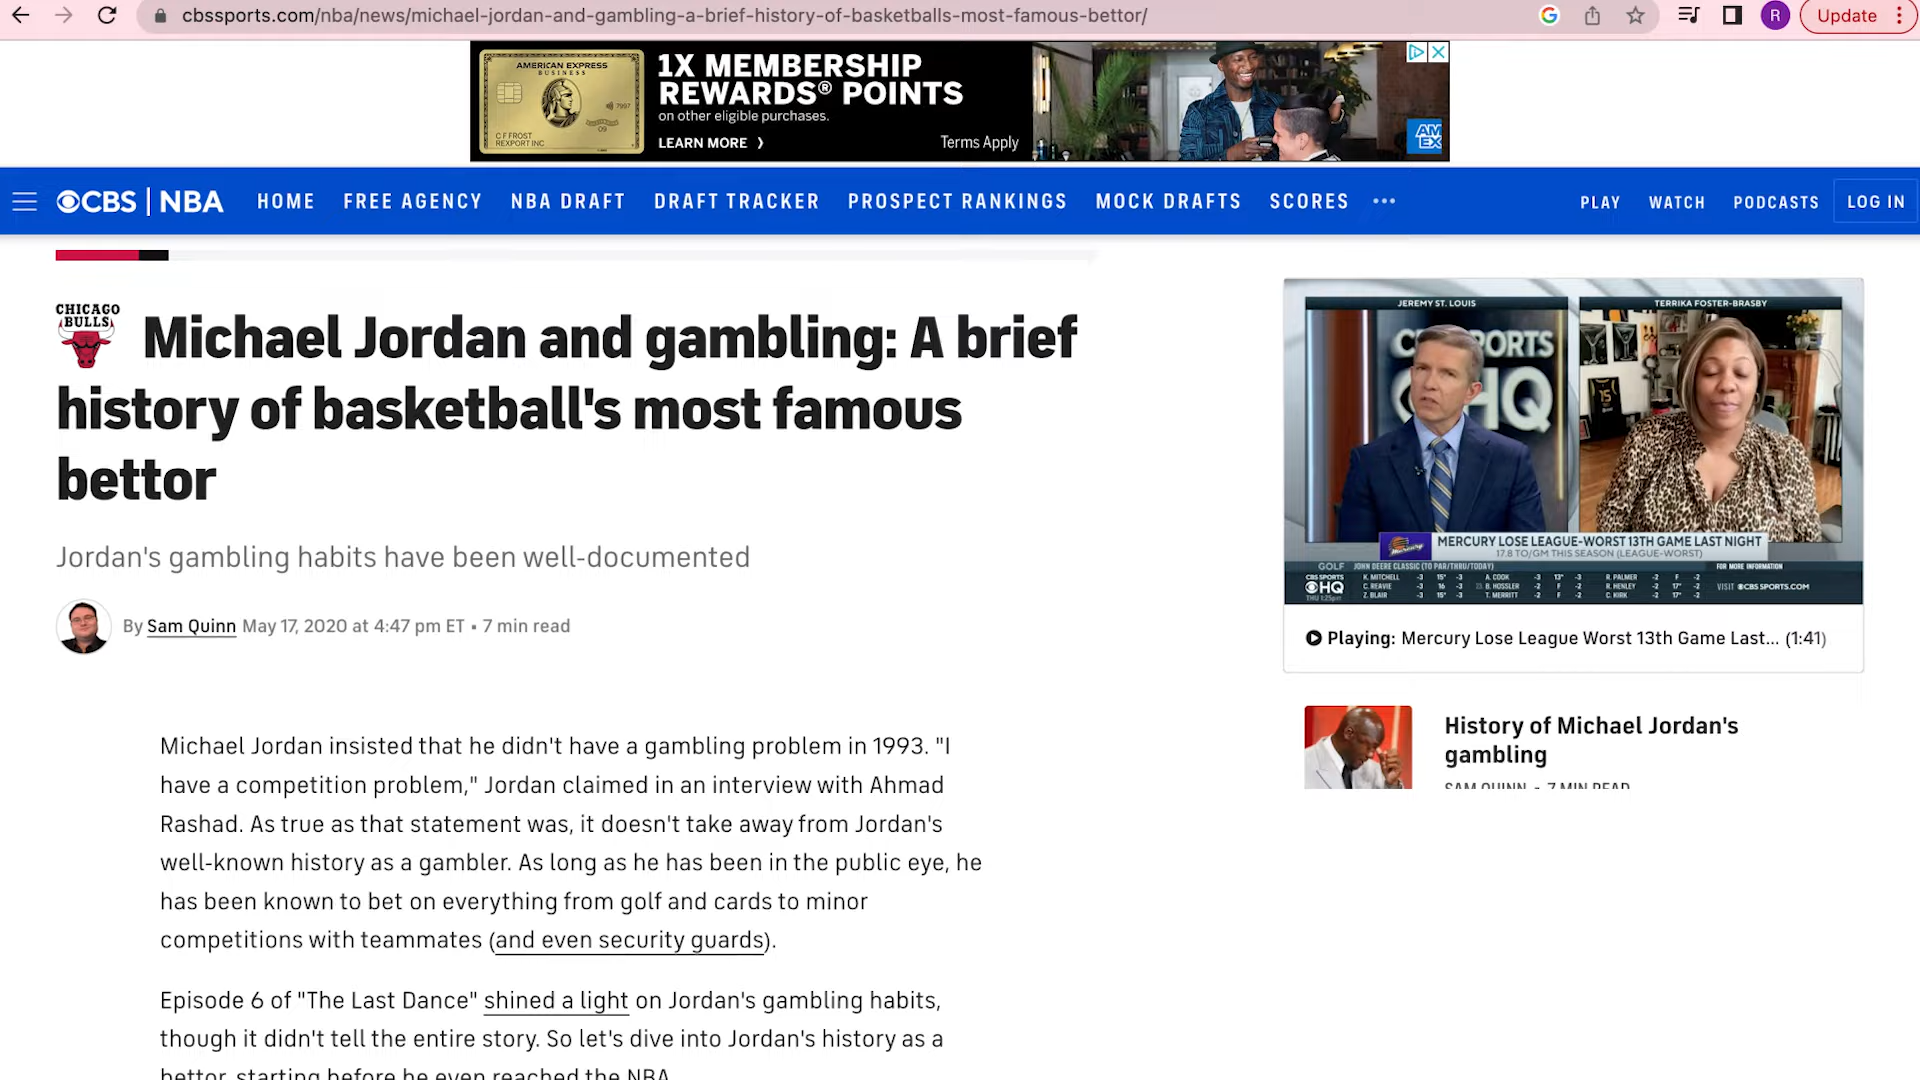 cbssports.com/nba/news/michael-jordan-and-gambling-a-brief-history-of-basketballs-most-famous-bettor/
R
Update
AMERICAN EXPRESS
BUSINESS
7997
09
C F FROST
REXPORT INC
1X MEMBERSHIP
REWARDS® POINTS
on other eligible purchases.
LEARN MORE ❯
Terms Apply
AM
EX
CBS | NBA
HOME
FREE AGENCY
NBA DRAFT
DRAFT TRACKER
PROSPECT RANKINGS
MOCK DRAFTS
SCORES
•••
PLAY
WATCH
PODCASTS
LOG IN
CHICAGO
BULLS
Michael Jordan and gambling: A brief
history of basketball's most famous
bettor
Jordan's gambling habits have been well-documented
By Sam Quinn May 17, 2020 at 4:47 pm ET • 7 min read
Michael Jordan insisted that he didn't have a gambling problem in 1993. "I
have a competition problem," Jordan claimed in an interview with Ahmad
Rashad. As true as that statement was, it doesn't take away from Jordan's
well-known history as a gambler. As long as he has been in the public eye, he
has been known to bet on everything from golf and cards to minor
competitions with teammates (and even security guards).
Episode 6 of "The Last Dance" shined a light on Jordan's gambling habits,
though it didn't tell the entire story. So let's dive into Jordan's history as a
bettor, starting before he even reached the NBA.
JEREMY ST. LOUIS
TERRIKA FOSTER-BRASBY
CBS SPORTS
HQ
15
MERCURY LOSE LEAGUE-WORST 13TH GAME LAST NIGHT
17.8 TO/GM THIS SEASON (LEAGUE-WORST)
GOLF JOHN DEERE CLASSIC (TO PAR/THRU/TODAY)
FOR MORE INFORMATION
CBS SPORTS
HQ
K. MITCHELL -3 15* -3
A. COOK -3 13* -3
R. PALMER -2 F -2
C. REAVIE -3 16 -3
B. HOSSLER -2 F -2
R. HENLEY -2 17* -2
VISIT CBSSPORTS.COM
Z. BLAIR -3 15* -3
T. MERRITT -2 F -2
C. KIRK -2 17* -2
Playing: Mercury Lose League Worst 13th Game Last... (1:41)
History of Michael Jordan's
gambling
SAM QUINN • 7 MIN READ